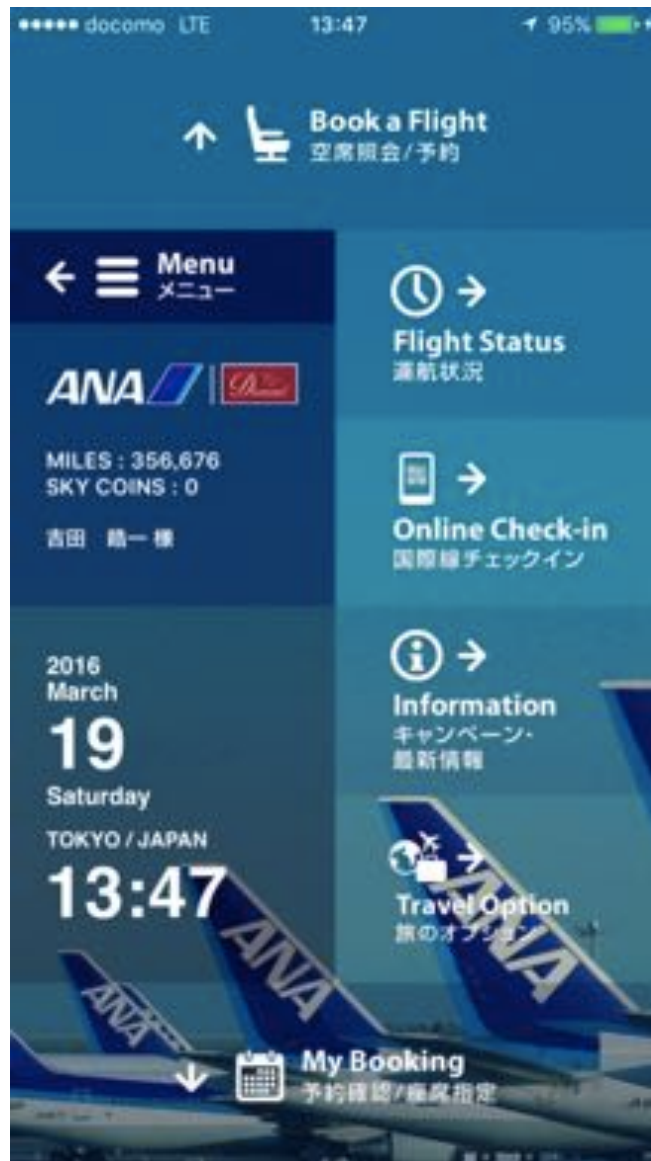 docomo LTE 13:47 95%
Book a Flight
空席照会/予約
Menu
メニュー
Flight Status
運航状況
ANA
MILES : 356,676
SKY COINS : 0
吉田 皓一 様
Online Check-in
国際線チェックイン
2016
March
19
Saturday
TOKYO / JAPAN
13:47
Information
キャンペーン・
最新情報
Travel Option
旅のオプション
ANA
ANA
ANA
My Booking
予約確認/座席指定